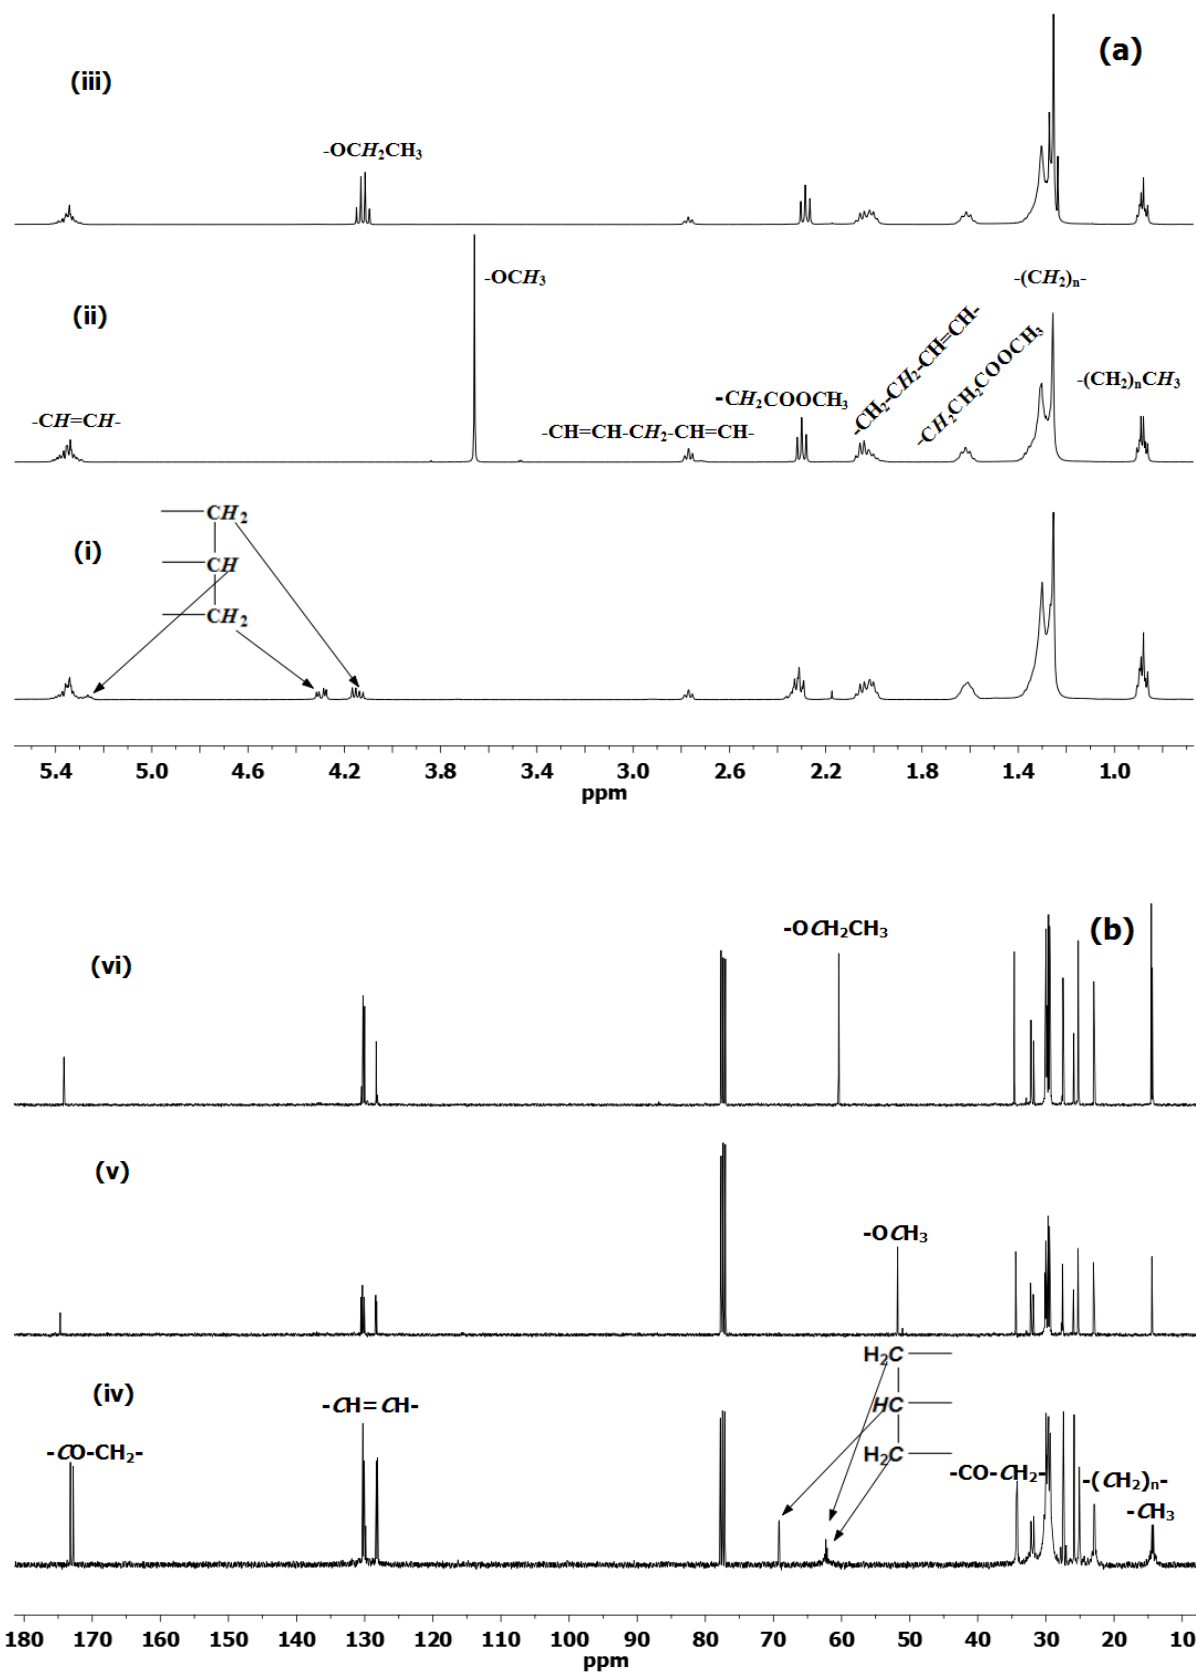 (a)
(iii)
-OCH₂CH₃
-OCH₃
-(CH₂)ₙ-
(ii)
-CH₂-CH₂-CH=CH-
-CH₂CH₂COOCH₃
-(CH₂)ₙCH₃
-CH₂COOCH₃
-CH=CH-
-CH=CH-CH₂-CH=CH-
CH₂
(i)
CH
CH₂
5.4 5.0 4.6 4.2 3.8 3.4 3.0 2.6 2.2 1.8 1.4 1.0
ppm
(b)
-OCH₂CH₃
(vi)
(v)
-OCH₃
H₂C
(iv)
-CH=CH-
HC
-CO-CH₂-
H₂C
-CO-CH₂-
-(CH₂)ₙ-
-CH₃
180 170 160 150 140 130 120 110 100 90 80 70 60 50 40 30 20 10
ppm